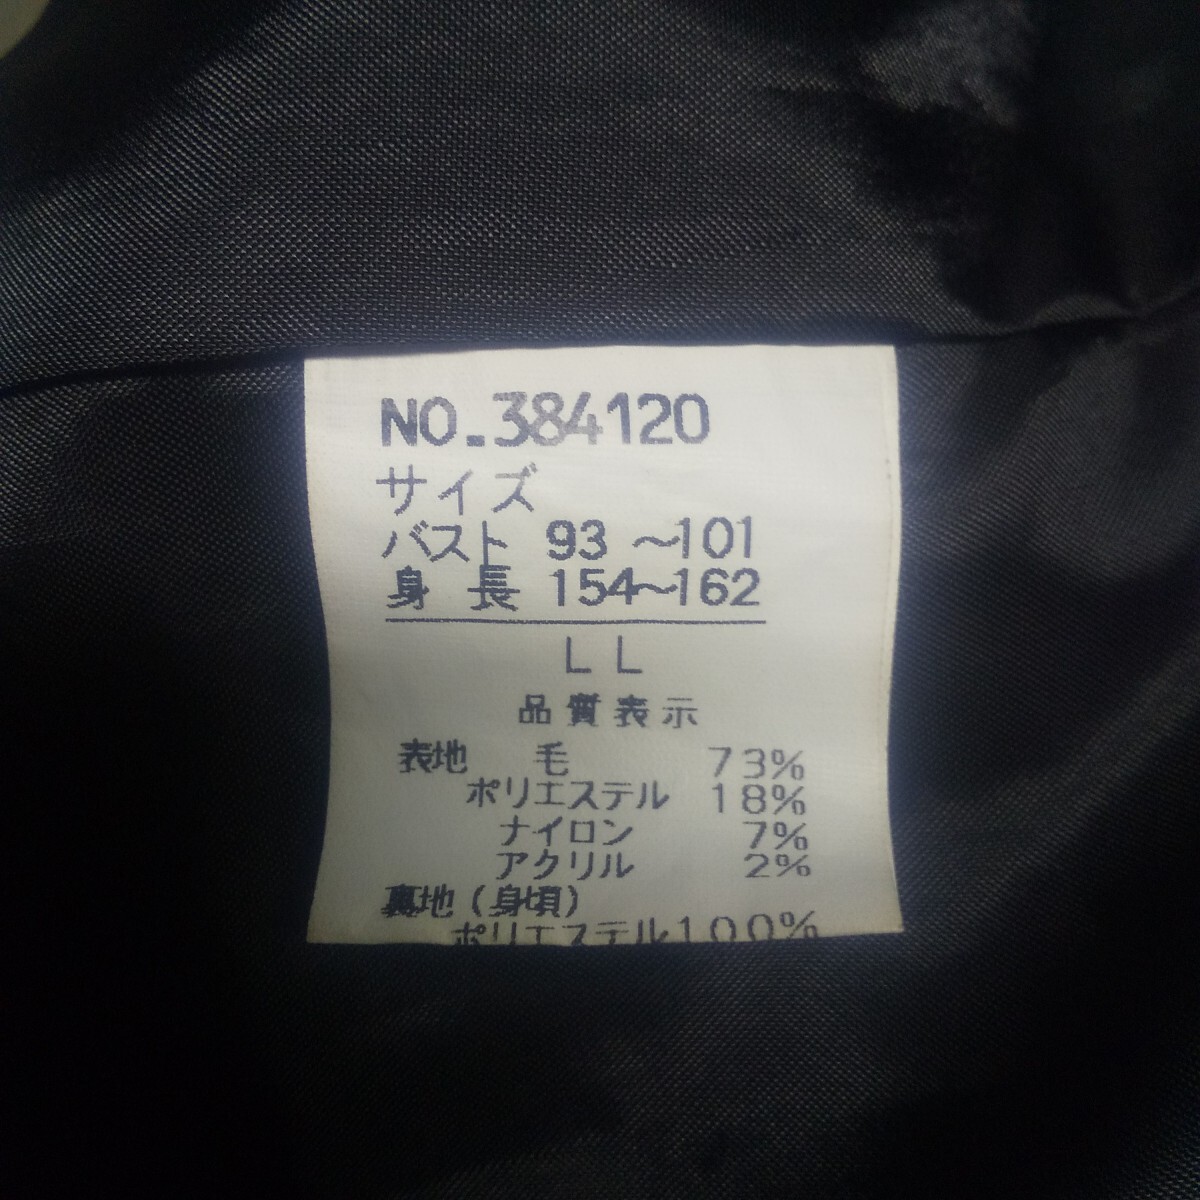 NO.384120
サイズ
バスト 93 ～101
身 長 154～162
LL
品質表示
表地 毛 73%
ポリエステル 18%
ナイロン 7%
アクリル 2%
裏地(身頃)
ポリエステル100%